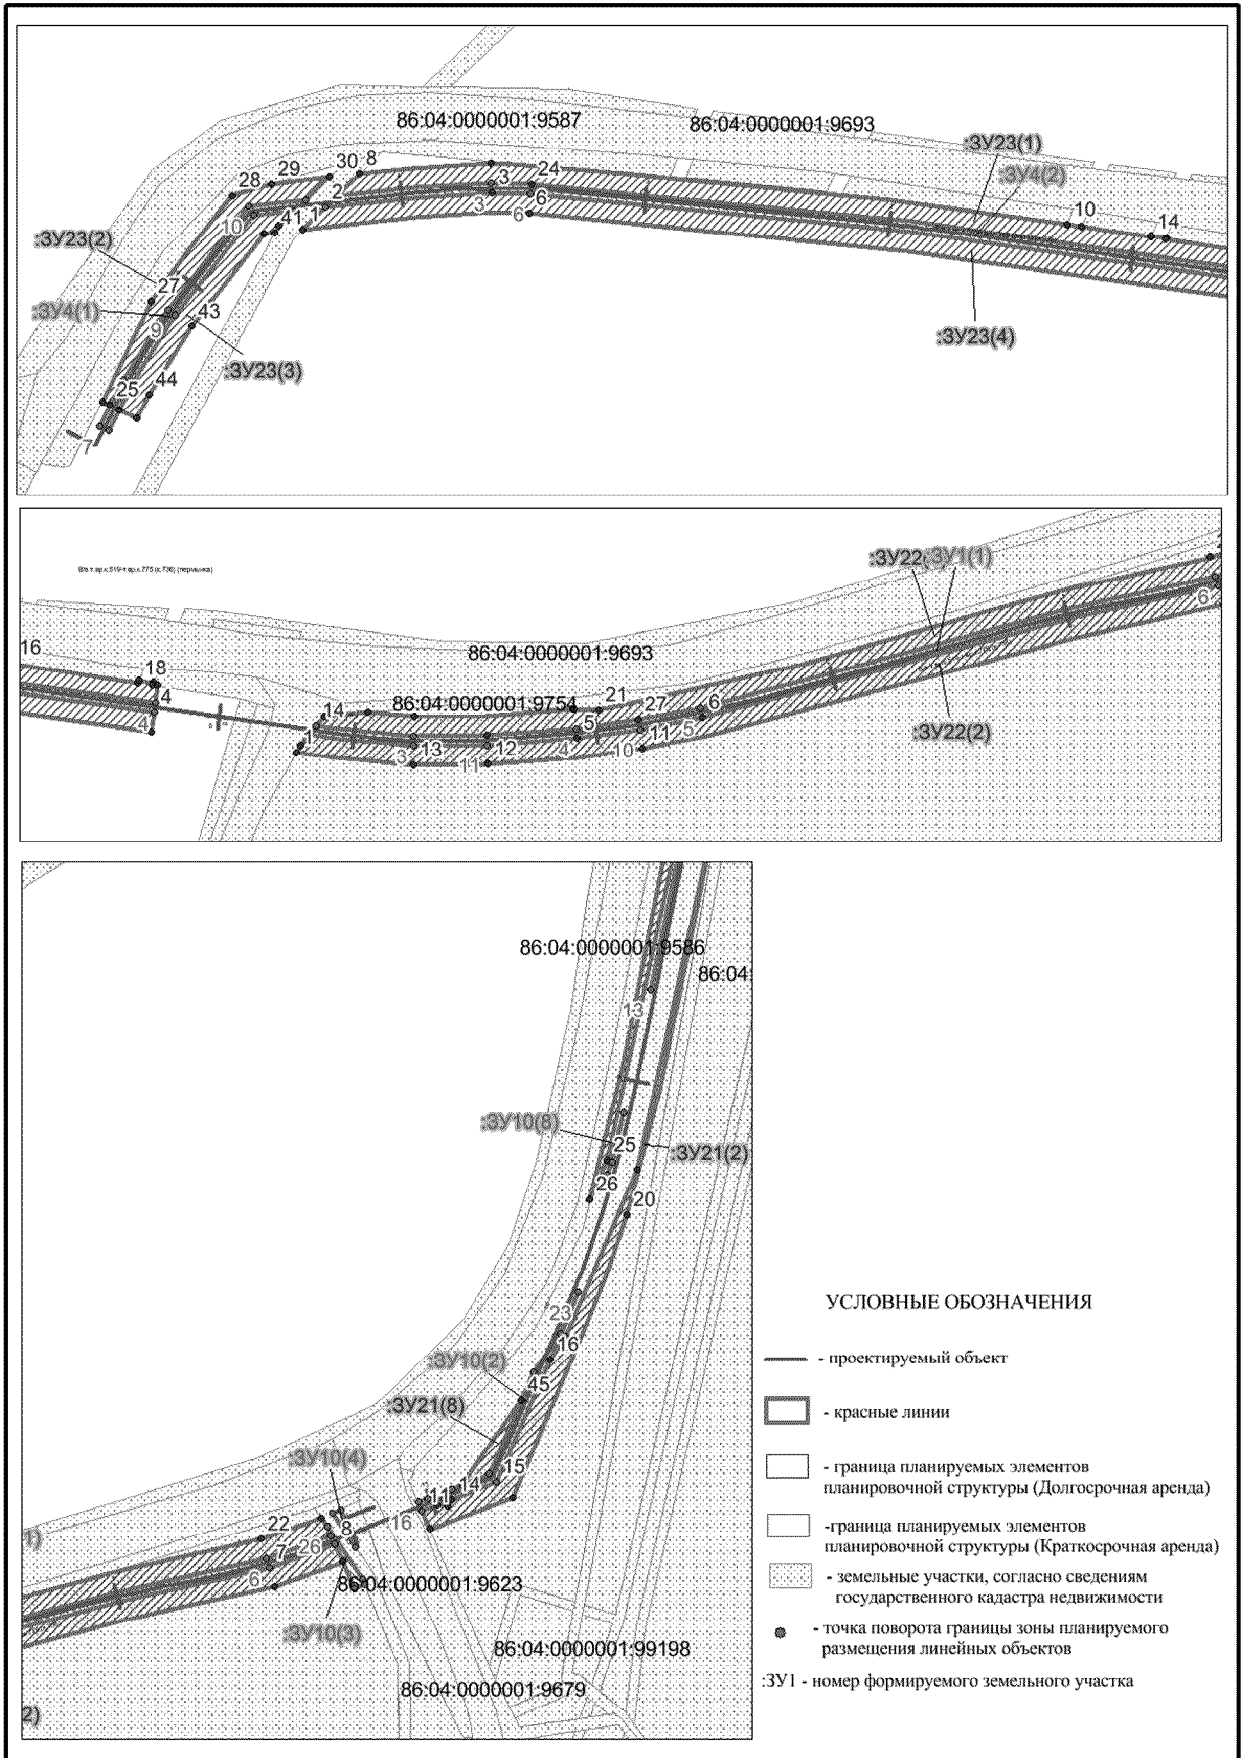 86:04:0000001:9587
86:04:0000001:9693
:ЗУ23(1)
:ЗУ4(2)
30 8
29
28
24
3
2
6
10
14
10
41 1
3
6
:ЗУ23(2)
27
:ЗУ4(1)
9
43
:ЗУ23(4)
:ЗУ23(3)
44
25
7
:ЗУ22(
:ЗУ1(1)
6
16
86:04:0000001:9693
18
86:04:0000001:9754
21
4
14
27
6
4
5
5
1
13
12
4
11
10
3
11
:ЗУ22(2)
86:04:0000001:9586
86:04:
13
:ЗУ10(8)
25
:ЗУ21(2)
26
20
23
16
:ЗУ10(2)
45
:ЗУ21(8)
:ЗУ10(4)
15
14
11
16
22
8
1)
26
7
6
86:04:0000001:9623
:ЗУ10(3)
86:04:0000001:99198
86:04:0000001:9679
2)
УСЛОВНЫЕ ОБОЗНАЧЕНИЯ
- проектируемый объект
- красные линии
- граница планируемых элементов
планировочной структуры (Долгосрочная аренда)
-граница планируемых элементов
планировочной структуры (Краткосрочная аренда)
- земельные участки, согласно сведениям
государственного кадастра недвижимости
- точка поворота границы зоны планируемого
размещения линейных объектов
:ЗУ1 - номер формируемого земельного участка